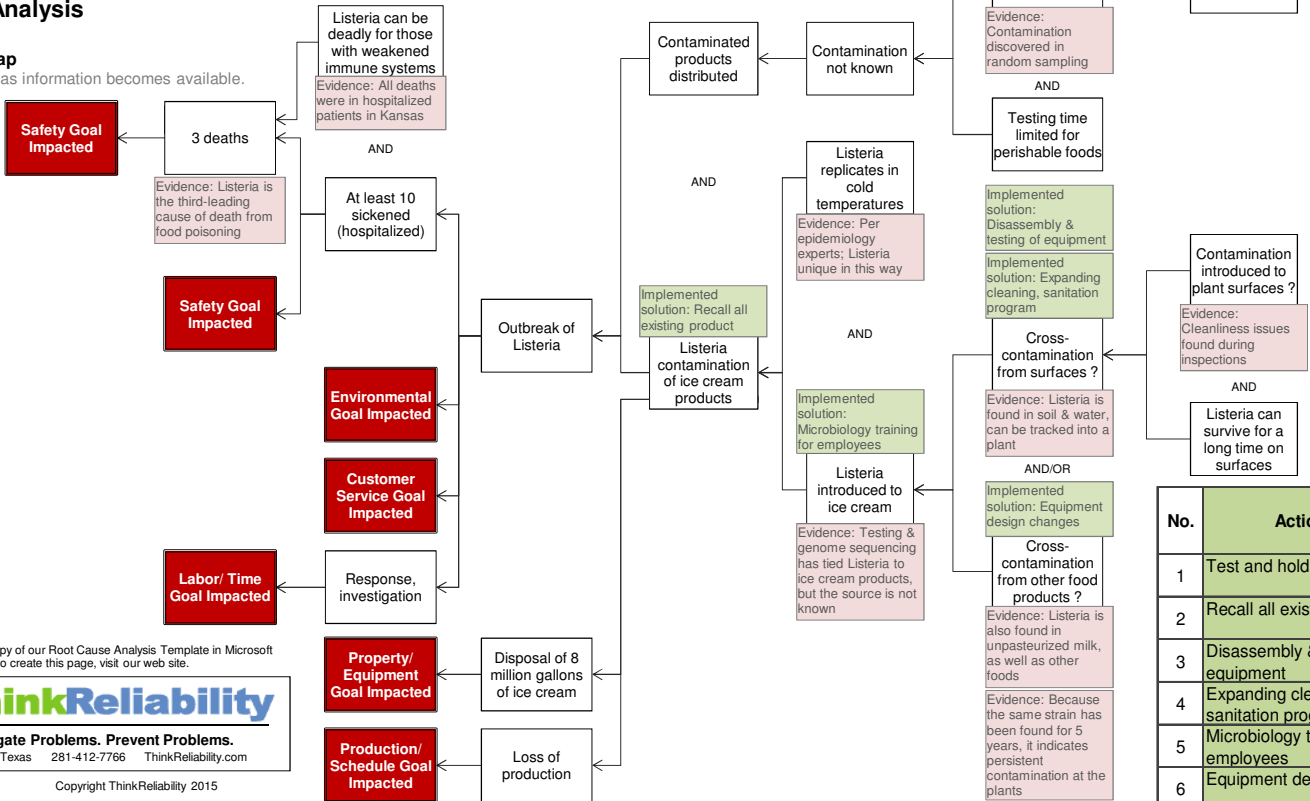 Analysis
as information becomes available.
Safety Goal
Impacted
3 deaths
Evidence: Listeria is
the third-leading
cause of death from
food poisoning
Listeria can be
deadly for those
with weakened
immune systems
Evidence: All deaths
were in hospitalized
patients in Kansas
AND
At least 10
sickened
(hospitalized)
Safety Goal
Impacted
Environmental
Goal Impacted
Customer
Service Goal
Impacted
Labor/ Time
Goal Impacted
Response,
investigation
Property/
Equipment
Goal Impacted
Disposal of 8
million gallons
of ice cream
Production/
Schedule Goal
Impacted
Loss of
production
Outbreak of
Listeria
Contaminated
products
distributed
AND
Implemented
solution: Recall all
existing product
Listeria
contamination
of ice cream
products
Contamination
not known
Listeria
replicates in
cold
temperatures
Evidence: Per
epidemiology
experts; Listeria
unique in this way
AND
Implemented
solution:
Microbiology training
for employees
Listeria
introduced to
ice cream
Evidence: Testing &
genome sequencing
has tied Listeria to
ice cream products,
but the source is not
known
Evidence:
Contamination
discovered in
random sampling
AND
Testing time
limited for
perishable foods
Implemented
solution:
Disassembly &
testing of equipment
Implemented
solution: Expanding
cleaning, sanitation
program
Cross-
contamination
from surfaces ?
Evidence: Listeria is
found in soil & water,
can be tracked into a
plant
AND/OR
Implemented
solution: Equipment
design changes
Cross-
contamination
from other food
products ?
Evidence: Listeria is
also found in
unpasteurized milk,
as well as other
foods
Evidence: Because
the same strain has
been found for 5
years, it indicates
persistent
contamination at the
plants
Contamination
introduced to
plant surfaces ?
Evidence:
Cleanliness issues
found during
inspections
AND
Listeria can
survive for a
long time on
surfaces
No.
1 Test and hold
2 Recall all exis
3 Disassembly &
equipment
4 Expanding cle
sanitation pro
5 Microbiology t
employees
6 Equipment de
py of our Root Cause Analysis Template in Microsoft
o create this page, visit our web site.
inkReliability
gate Problems. Prevent Problems.
Texas 281-412-7766 ThinkReliability.com
Copyright ThinkReliability 2015